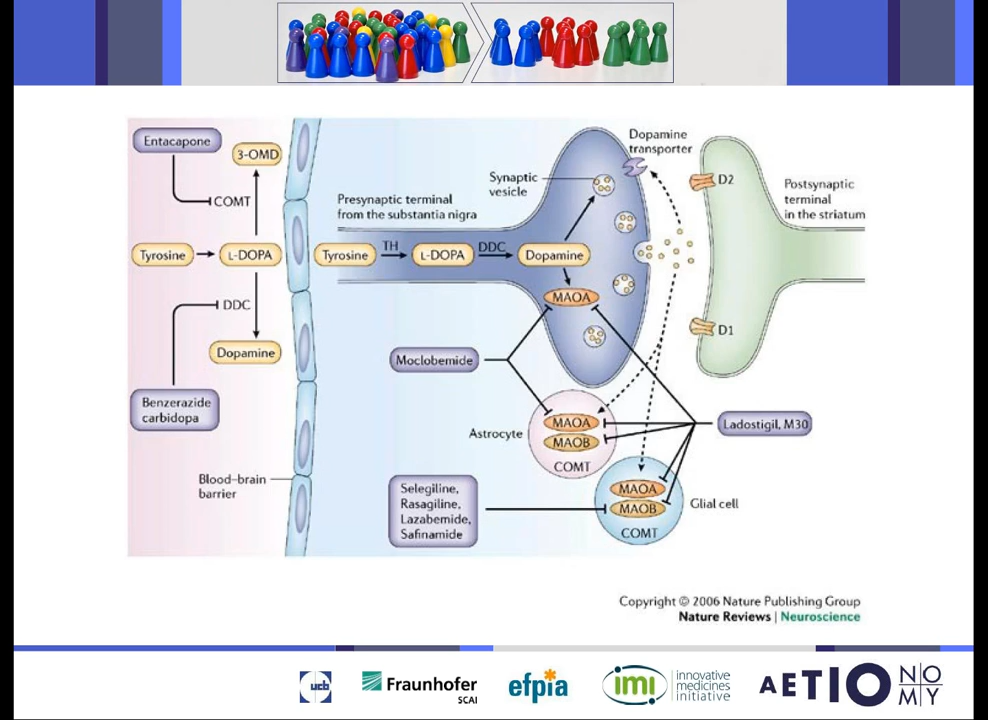 Entacapone
3-OMD
COMT
Tyrosine
L-DOPA
DDC
Dopamine
Benzerazide
carbidopa
Blood–brain
barrier
Presynaptic terminal
from the substantia nigra
Tyrosine
TH
L-DOPA
DDC
Dopamine
Synaptic
vesicle
Dopamine
transporter
D2
Postsynaptic
terminal
in the striatum
MAOA
D1
Moclobemide
Astrocyte
MAOA
MAOB
COMT
Ladostigil, M30
Selegiline,
Rasagiline,
Lazabemide,
Safinamide
MAOA
MAOB
COMT
Glial cell
Copyright © 2006 Nature Publishing Group
Nature Reviews | Neuroscience
ucb
Fraunhofer
SCAI
efpia
imi
innovative
medicines
initiative
AETIONOMY